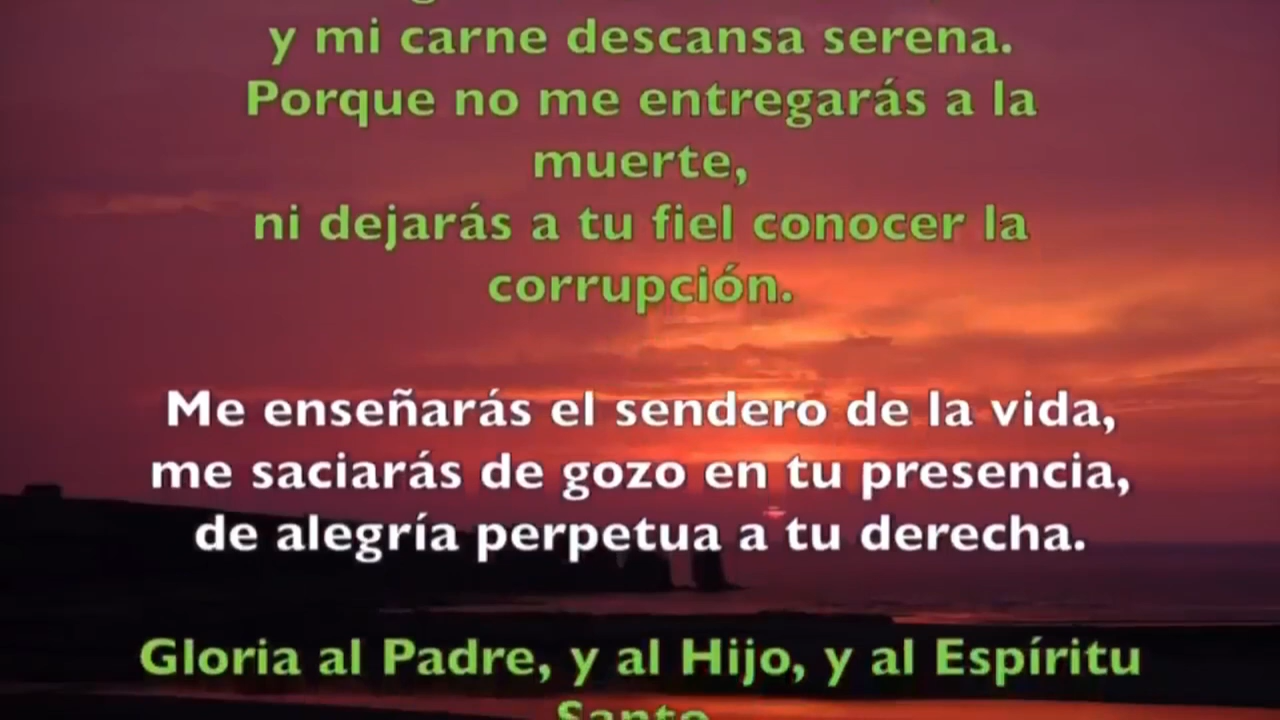 y mi carne descansa serena.
Porque no me entregarás a la
muerte,
ni dejarás a tu fiel conocer la
corrupción.
Me enseñarás el sendero de la vida,
me saciarás de gozo en tu presencia,
de alegría perpetua a tu derecha.
Gloria al Padre, y al Hijo, y al Espíritu
Santo